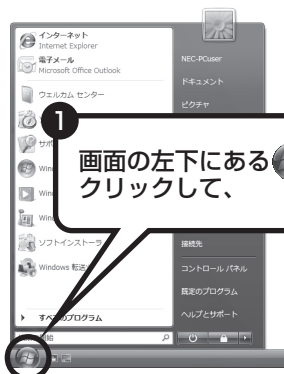 インターネット
Internet Explorer
電子メール
Microsoft Office Outlook
ウェルカム センター
サポ
Wind
Wind
Wind
ソフトインストーラ
Windows 転送
すべ
プログラム
開始
NEC-PCuser
ドキュメント
ピクチャ
接続先
コントロール パネル
既定のプログラム
ヘルプとサポート
1
画面の左下にある
クリックして、